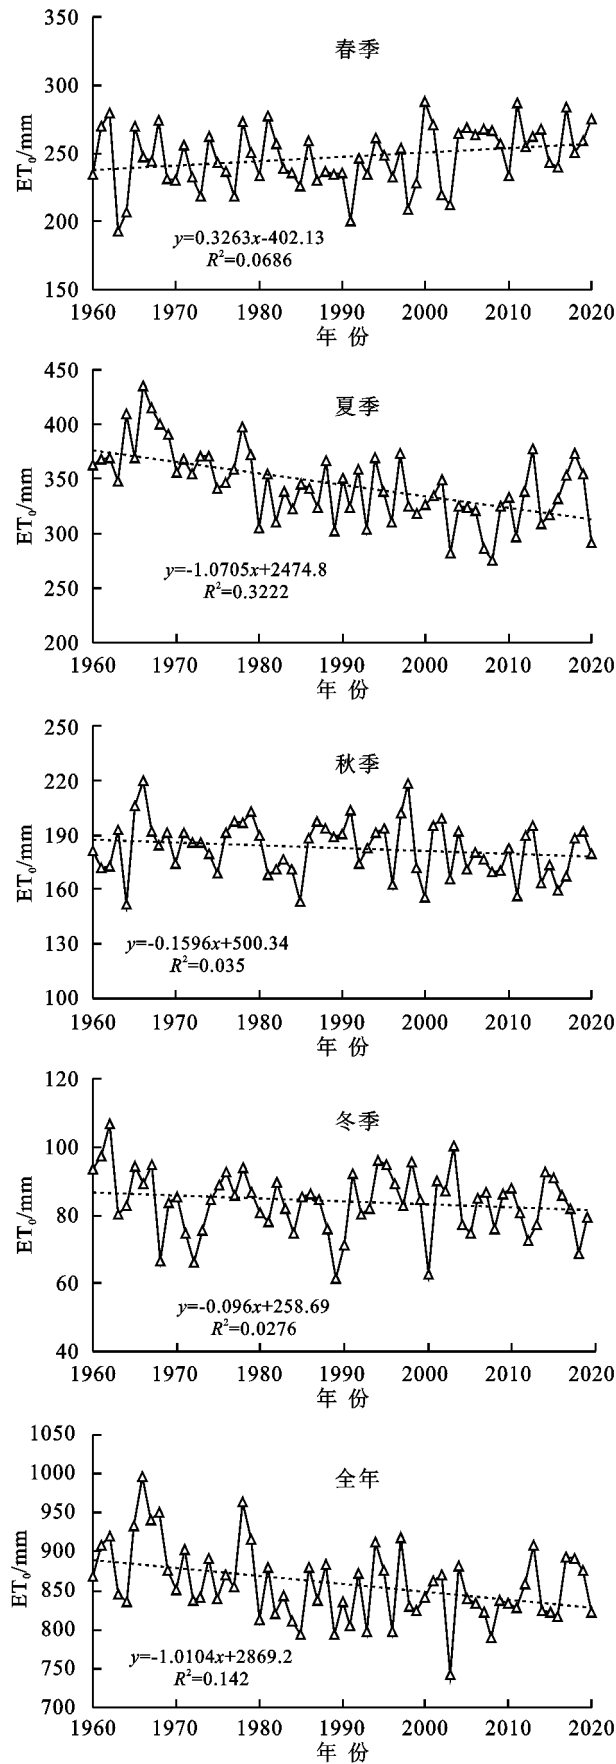 350
春季
300
250
ET₀/mm
200
y=0.3263x-402.13
R²=0.0686
150
1960 1970 1980 1990 2000 2010 2020
年 份
450
夏季
400
350
ET₀/mm
300
y=-1.0705x+2474.8
R²=0.3222
250
200
1960 1970 1980 1990 2000 2010 2020
年 份
250
秋季
220
190
ET₀/mm
160
y=-0.1596x+500.34
R²=0.035
130
100
1960 1970 1980 1990 2000 2010 2020
年 份
120
冬季
100
80
ET₀/mm
60
y=-0.096x+258.69
R²=0.0276
40
1960 1970 1980 1990 2000 2010 2020
年 份
1050
全年
1000
950
900
ET₀/mm
850
800
y=-1.0104x+2869.2
R²=0.142
750
700
1960 1970 1980 1990 2000 2010 2020
年 份